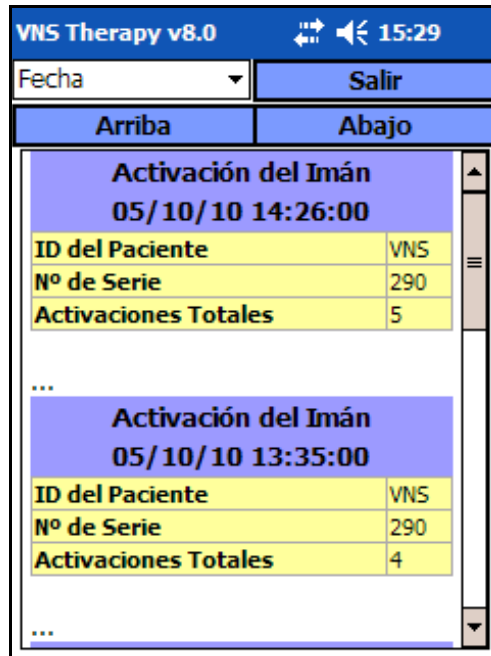 VNS Therapy v8.0 15:29
Fecha Salir
Arriba Abajo
Activación del Imán
05/10/10 14:26:00
ID del Paciente VNS
Nº de Serie 290
Activaciones Totales 5
...
Activación del Imán
05/10/10 13:35:00
ID del Paciente VNS
Nº de Serie 290
Activaciones Totales 4
...